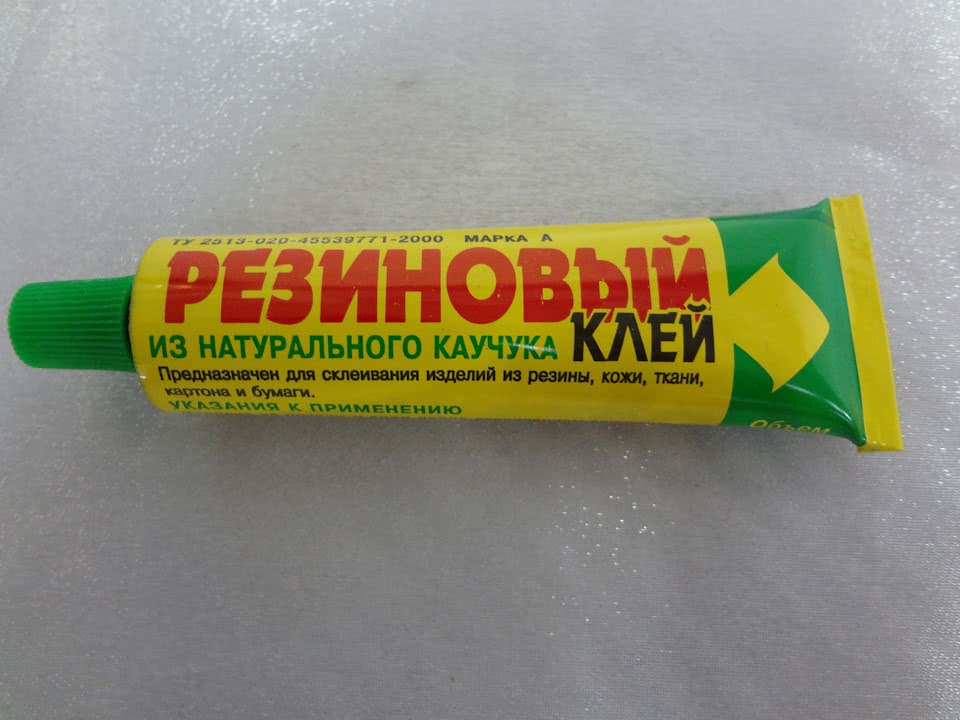 ТУ 2513-020-45539771-2000 МАРКА А
РЕЗИНОВЫЙ
КЛЕЙ
ИЗ НАТУРАЛЬНОГО КАУЧУКА
Предназначен для склеивания изделий из резины, кожи, ткани,
картона и бумаги.
УКАЗАНИЯ К ПРИМЕНЕНИЮ
Объем